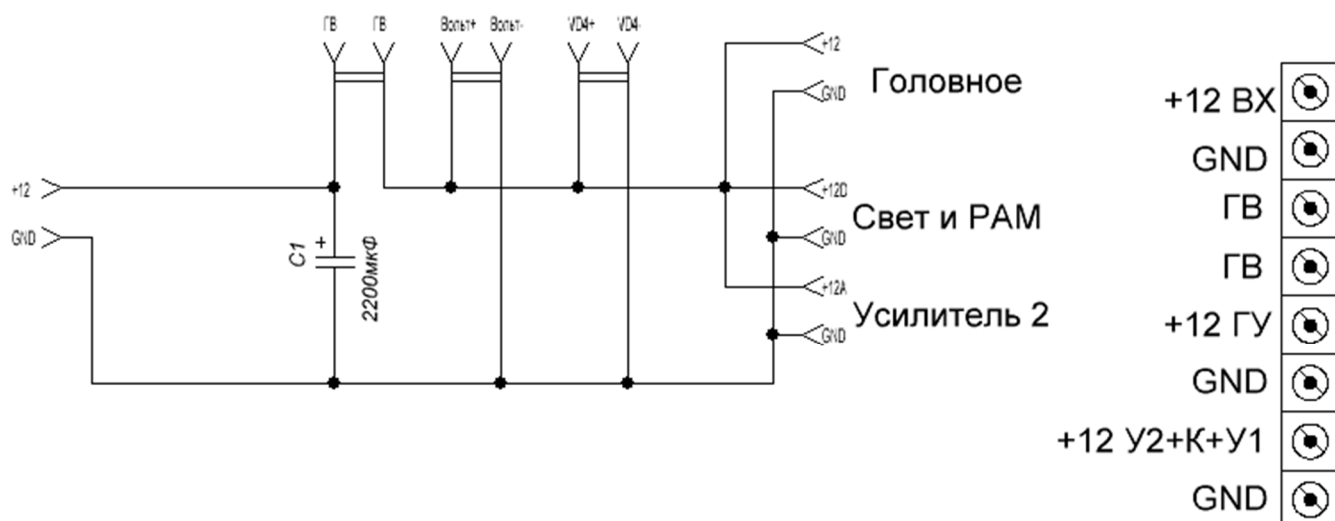 ГВ ГВ Вольт+ Вольт- VD4+ VD4-
+12
GND
Головное
+12
GND
C1 +
2200мкФ
+12D
GND
Свет и РАМ
+12A
GND
Усилитель 2
+12 ВХ
GND
ГВ
ГВ
+12 ГУ
GND
+12 У2+К+У1
GND